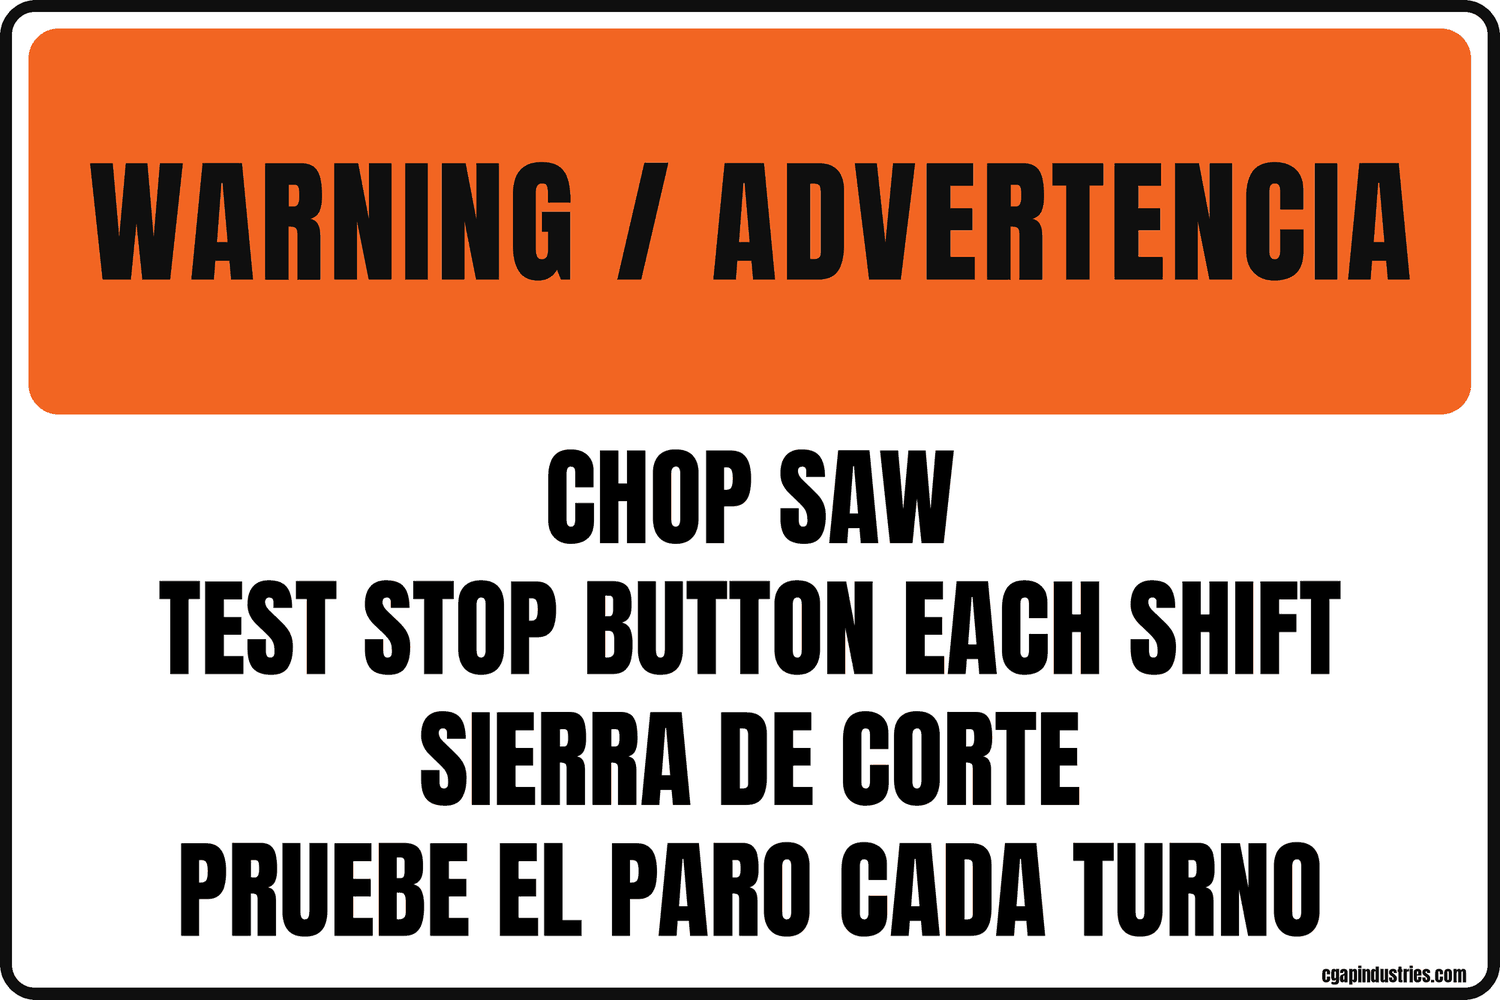 WARNING / ADVERTENCIA
CHOP SAW
TEST STOP BUTTON EACH SHIFT
SIERRA DE CORTE
PRUEBE EL PARO CADA TURNO
cgapindustries.com